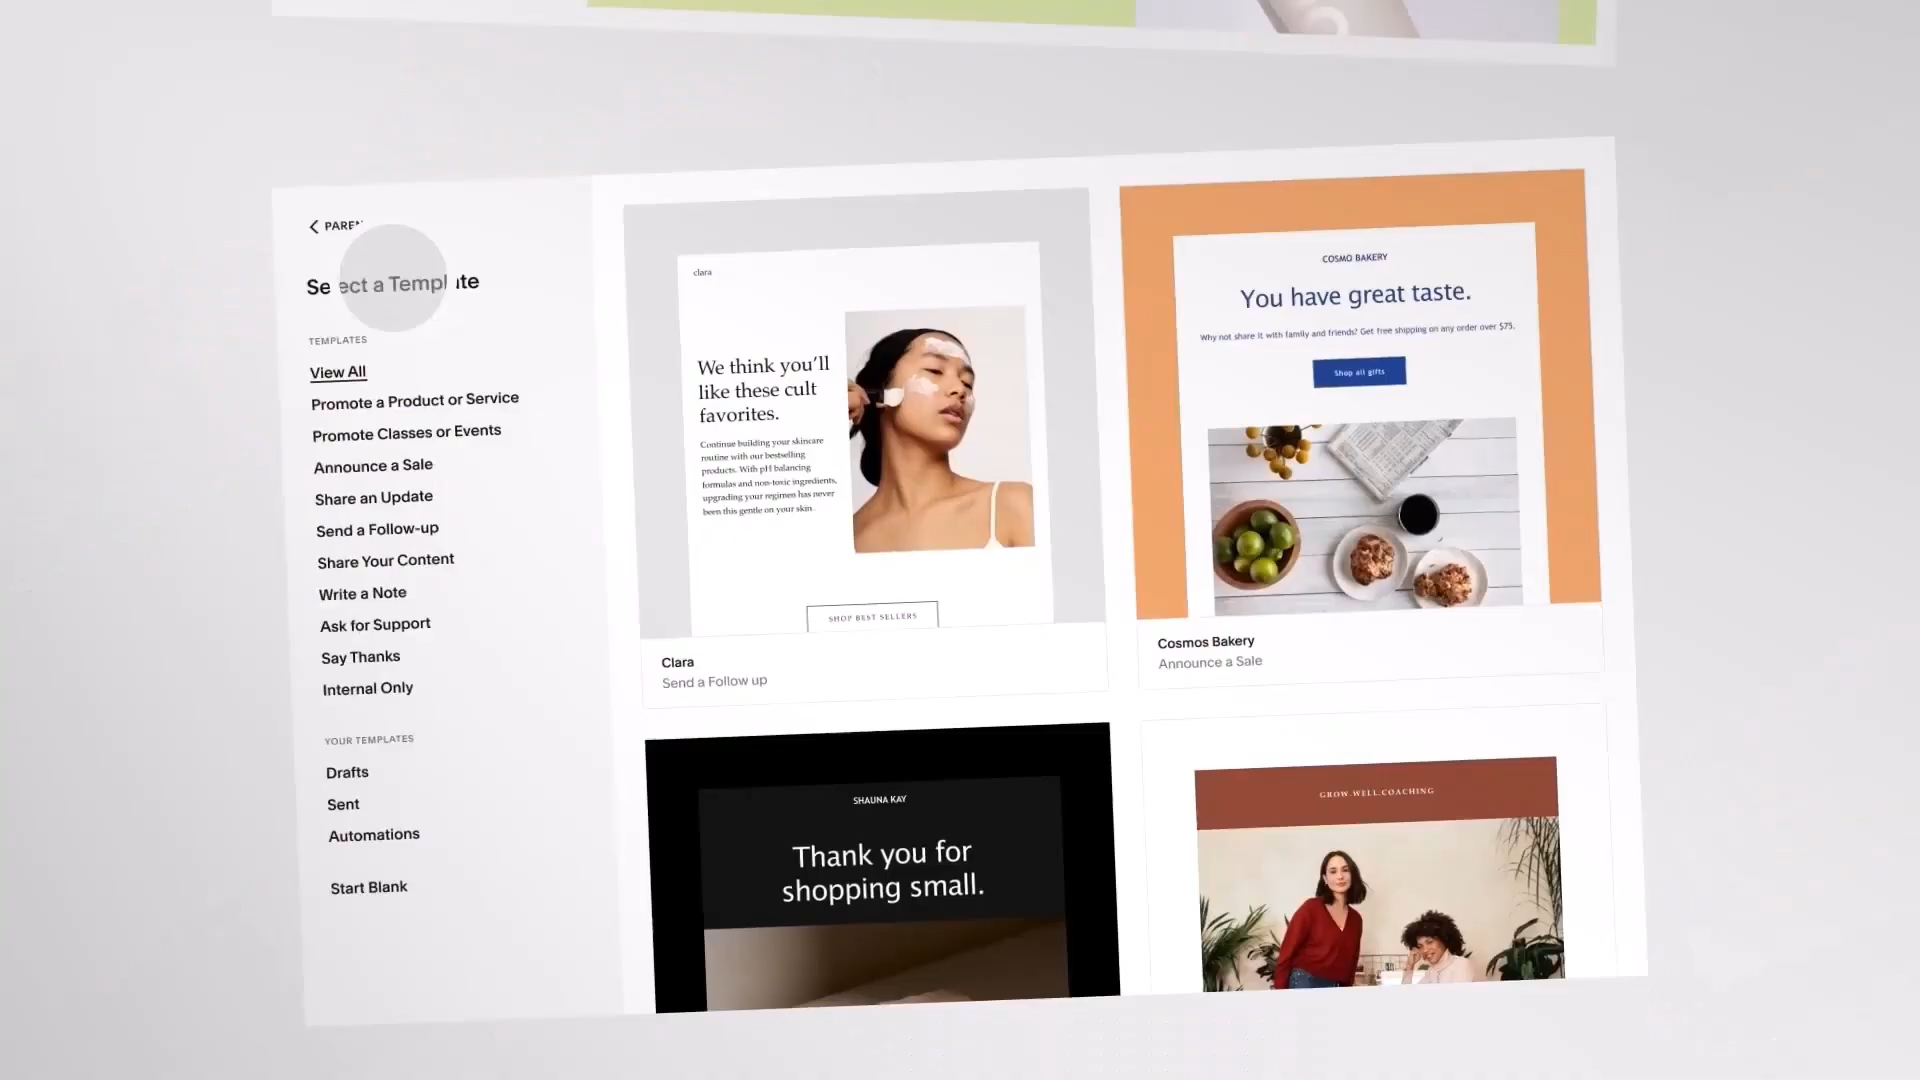 Select a Template
TEMPLATES
View All
Promote a Product or Service
Promote Classes or Events
Announce a Sale
Share an Update
Send a Follow-up
Share Your Content
Write a Note
Ask for Support
Say Thanks
Internal Only
YOUR TEMPLATES
Drafts
Sent
Automations
Start Blank
clara
We think you’ll
like these cult
favorites.
Continue building your skincare
routine with our bestselling
products. With pH balancing
formulas and non-toxic ingredients,
upgrading your regimen has never
been this gentle on your skin.
SHOP BEST SELLERS
Clara
Send a Follow up
COSMO BAKERY
You have great taste.
Why not share it with family and friends? Get free shipping on any order over $75.
Shop all gifts
Cosmos Bakery
Announce a Sale
SHAUNA KAY
Thank you for
shopping small.
GROW.WELL.COACHING